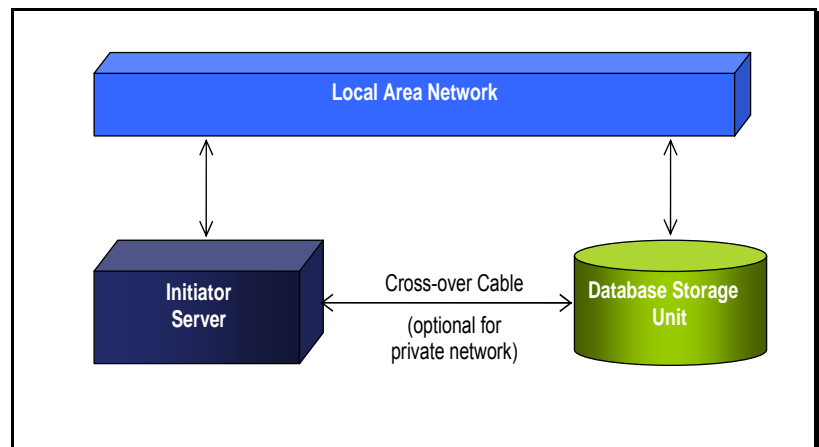 Local Area Network
Initiator
Server
Cross-over Cable
(optional for
private network)
Database Storage
Unit